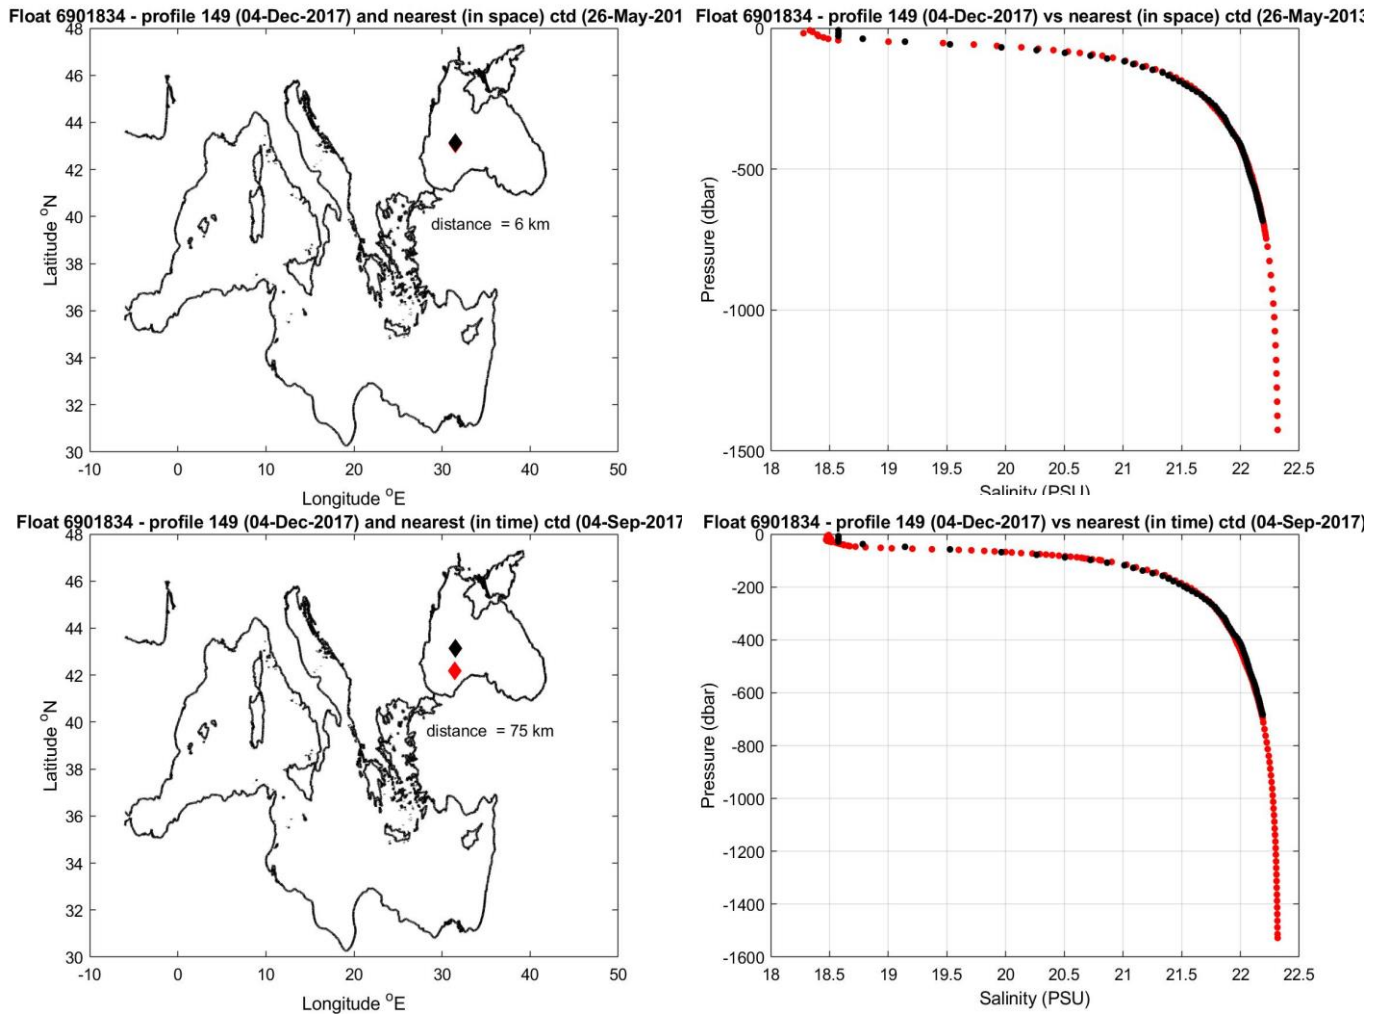 Float 6901834 - profile 149 (04-Dec-2017) and nearest (in space) ctd (26-May-201
48
46
44
42
40
38
36
34
32
30
Latitude °N
distance = 6 km
-10 0 10 20 30 40 50
Longitude °E
Float 6901834 - profile 149 (04-Dec-2017) vs nearest (in space) ctd (26-May-2013
0
-500
-1000
-1500
Pressure (dbar)
18 18.5 19 19.5 20 20.5 21 21.5 22 22.5
Salinity (PSU)
Float 6901834 - profile 149 (04-Dec-2017) and nearest (in time) ctd (04-Sep-2017
48
46
44
42
40
38
36
34
32
30
Latitude °N
distance = 75 km
-10 0 10 20 30 40 50
Longitude °E
Float 6901834 - profile 149 (04-Dec-2017) vs nearest (in time) ctd (04-Sep-2017)
0
-200
-400
-600
-800
-1000
-1200
-1400
-1600
Pressure (dbar)
18 18.5 19 19.5 20 20.5 21 21.5 22 22.5
Salinity (PSU)